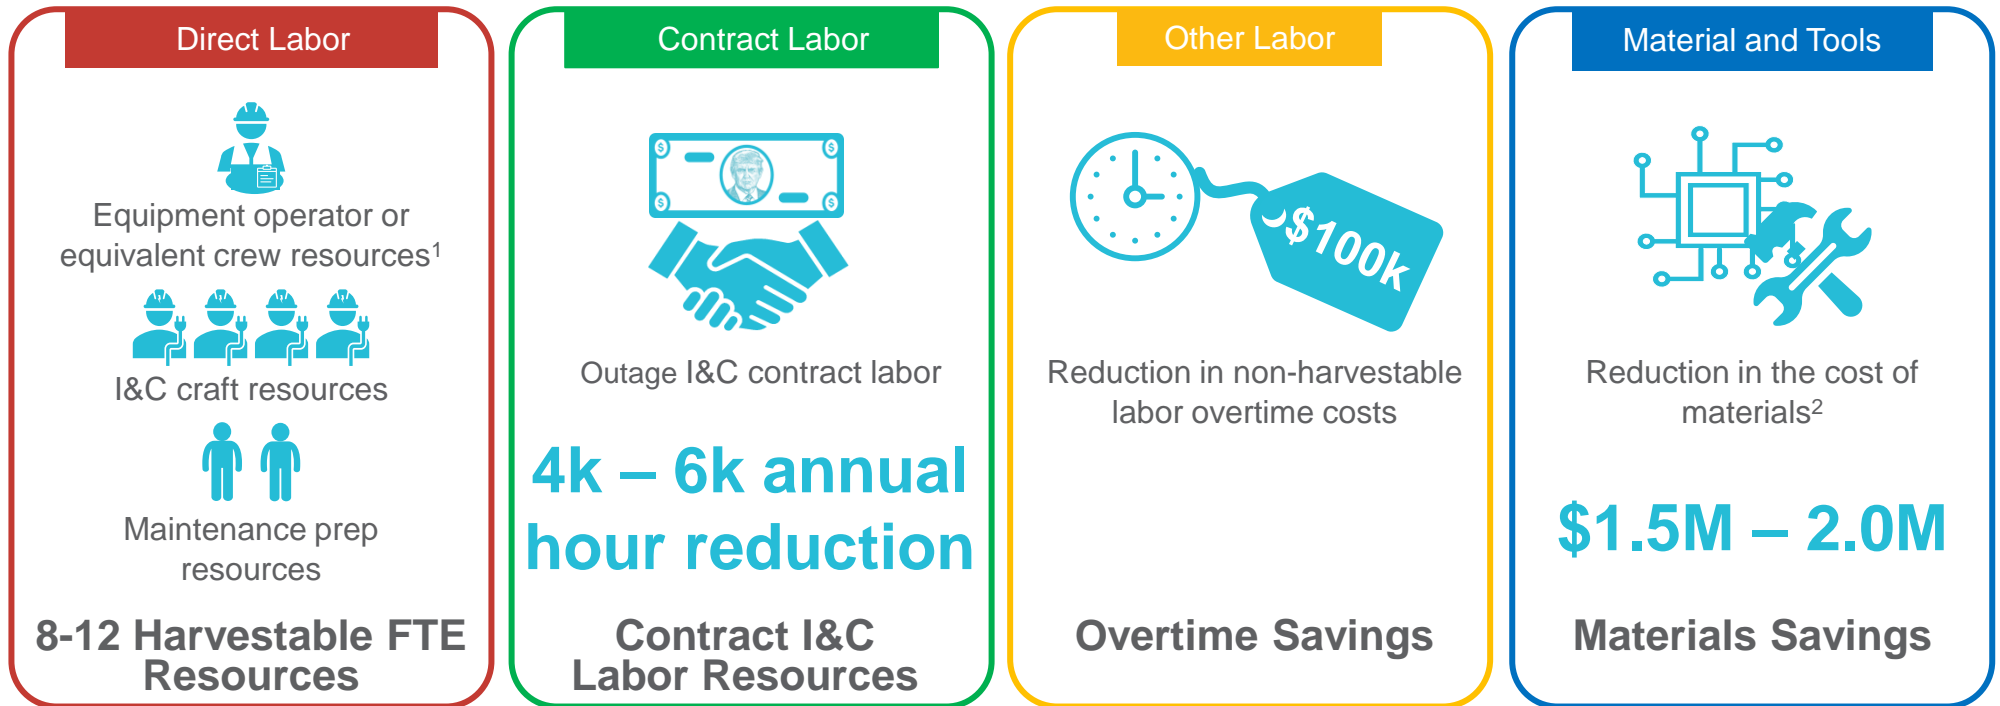 Direct Labor
Equipment operator or
equivalent crew resources¹
I&C craft resources
Maintenance prep
resources
8-12 Harvestable FTE
Resources
Contract Labor
$ $
$ $
Outage I&C contract labor
4k – 6k annual
hour reduction
Contract I&C
Labor Resources
Other Labor
$100k
Reduction in non-harvestable
labor overtime costs
Overtime Savings
Material and Tools
Reduction in the cost of
materials²
$1.5M – 2.0M
Materials Savings